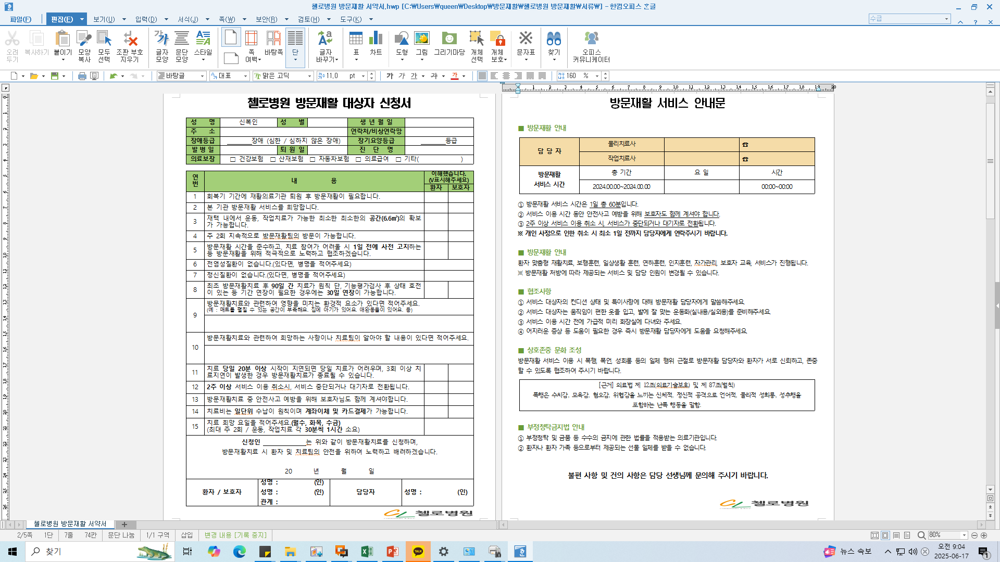 첼로병원 방문재활 서약서.hwp [C:₩Users₩queen₩Desktop₩방문재활₩첼로병원 방문재활₩서류₩] - 한컴오피스 한글
파일(F) 편집(E) 보기(U) 입력(D) 서식(J) 쪽(W) 보안(R) 검토(H) 도구(K) 수급
오려 두기 복사하기 붙이기 모양 복사 모두 선택 조판 부호 지우기 글자 모양 문단 모양 스타일 쪽 여백 바탕쪽 단 글자 바꾸기 표 차트 도형 그림 그리기마당 개체 선택 개체 보호 문자표 찾기 오피스 커뮤니케이터
바탕글 대표 맑은 고딕 11.0 pt 가 가 가 가 가 160 %
첼로병원 방문재활 대상자 신청서
성 명 신복인 성 별 생 년 월 일
주 소 연락처/비상연락망
장애등급 ________장애 (심한 / 심하지 않은 장애) 장기요양등급 ________등급
발 병 일 퇴 원 일 진 단 명
의료보장 □ 건강보험 □ 산재보험 □ 자동차보험 □ 의료급여 □ 기타( )
연번 내 용 이해했습니다. (V표시해주세요)
환자 보호자
1 회복기 기간에 재활의료기관 퇴원 후 방문재활이 필요합니다.
2 본 기관 방문재활 서비스를 희망합니다.
3 재택 내에서 운동, 작업치료가 가능한 최소한 최소한의 공간(6.6㎡)의 확보
가 가능합니다.
4 주 2회 지속적으로 방문재활팀의 방문이 가능합니다.
5 방문재활 시간을 준수하고, 치료 참여가 어려울 시 1일 전에 사전 고지하는
등 방문재활을 위해 적극적으로 노력하고 협조하겠습니다.
6 전염성질환이 없습니다.(있다면, 병명을 적어주세요)
7 정신질환이 없습니다.(있다면, 병명을 적어주세요)
8 최초 방문재활치료 후 90일 간 치료가 원칙 단, 기능평가검사 후 상태 호전
이 있는 등 기간 연장이 필요한 경우에는 30일 연장이 가능합니다.
9 방문재활치료와 관련하여 영향을 미치는 환경적 요소가 있다면 적어주세요.
(예 : 매트를 펼칠 수 있는 공간이 부족해요. 집에 아기가 있어요. 애완동물이 있어요. 등)
10 방문재활치료와 관련하여 희망하는 사항이나 치료팀이 알아야 할 내용이 있다면 적어주세요.
11 치료 당일 20분 이상 시작이 지연되면 당일 치료가 어려우며, 3회 이상 치
료지연이 발생한 경우 방문재활치료가 종료될 수 있습니다.
12 2주 이상 서비스 이용 취소시, 서비스 중단되거나 대기자로 전환됩니다.
13 방문재활치료 중 안전사고 예방을 위해 보호자님도 함께 계셔야합니다.
14 치료비는 일단위 수납이 원칙이며 계좌이체 및 카드결제가 가능합니다.
15 치료 희망 요일을 적어주세요.(월수, 화목, 수금)
(최대 주 2회 / 운동, 작업치료 각 30분씩 1시간 소요)
신청인 ______________는 위와 같이 방문재활치료를 신청하며,
방문재활치료 시 환자 및 치료팀의 안전을 위하여 노력하고 배려하겠습니다.
20 년 월 일
환자 / 보호자 성명 : (인)
성명 : (인)
관계 :
담당자 성명 : (인)
첼로병원
방문재활 서비스 안내문
■ 방문재활 안내
담 당 자 물리치료사 ☎
작업치료사 ☎
방문재활 서비스 시간 총 기간 요 일 시간
2024.00.00~2024.00.00 00:00~00:00
① 방문재활 서비스 시간은 1일 총 60분입니다.
② 서비스 이용 시간 동안 안전사고 예방을 위해 보호자도 함께 계셔야 합니다.
③ 2주 이상 서비스 이용 취소 시, 서비스가 중단되거나 대기자로 전환됩니다.
※ 개인 사정으로 인한 취소 시 최소 1일 전까지 담당자에게 연락주시기 바랍니다.
■ 방문재활 안내
환자 맞춤형 재활치료, 보행훈련, 일상생활 훈련, 연하훈련, 인지훈련, 자가관리, 보호자 교육, 서비스가 진행됩니다.
※ 방문재활 처방에 따라 제공되는 서비스 및 담당 인원이 변경될 수 있습니다.
■ 협조사항
① 서비스 대상자의 컨디션 상태 및 특이사항에 대해 방문재활 담당자에게 말씀해주세요.
② 서비스 대상자는 움직임이 편한 옷을 입고, 발에 잘 맞는 운동화(실내용/실외용)를 준비해주세요.
③ 서비스 이용 시간 전에 가급적 미리 화장실에 다녀와 주세요.
④ 어지러운 증상 등 도움이 필요한 경우 즉시 방문재활 담당자에게 도움을 요청해주세요.
■ 상호존중 문화 조성
방문재활 서비스 이용 시 폭행, 폭언, 성희롱 등의 일체 행위 근절로 방문재활 담당자와 환자가 서로 신뢰하고, 존중
할 수 있도록 협조하여 주시기 바랍니다.
[근거] 의료법 제 12조(의료기술보호) 및 제 87조(벌칙)
폭행은 수치감, 모욕감, 혐오감, 위협감을 느끼는 신체적, 정신적 공격으로 언어적, 물리적 성희롱, 성추행을
포함하는 난폭 행동을 말함.
■ 부정청탁금지법 안내
① 부정청탁 및 금품 등 수수의 금지에 관한 법률을 적용받는 의료기관입니다.
② 환자나 환자 가족 등으로부터 제공되는 선물 일체를 받을 수 없습니다.
불편 사항 및 건의 사항은 담당 선생님께 문의해 주시기 바랍니다.
첼로병원
첼로병원 방문재활 서약서
2/5쪽 1단 7줄 74칸 문단 나눔 1/1 구역 삽입 변경 내용 [기록 중지] 80%
찾기 TALK 뉴스 속보 오전 9:04
2025-06-17 1